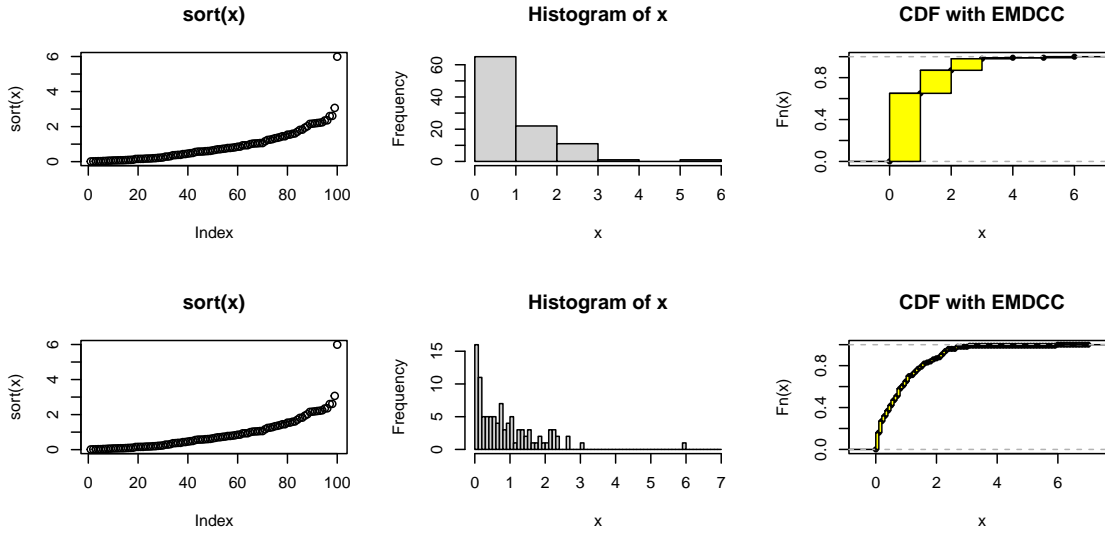 sort(x)
sort(x)
0 2 4 6
0 20 40 60 80 100
Index
Histogram of x
Frequency
0 20 40 60
0 1 2 3 4 5 6
x
CDF with EMDCC
Fn(x)
0.0 0.4 0.8
0 2 4 6
x
sort(x)
sort(x)
0 2 4 6
0 20 40 60 80 100
Index
Histogram of x
Frequency
0 5 10 15
0 1 2 3 4 5 6 7
x
CDF with EMDCC
Fn(x)
0.0 0.4 0.8
0 2 4 6
x